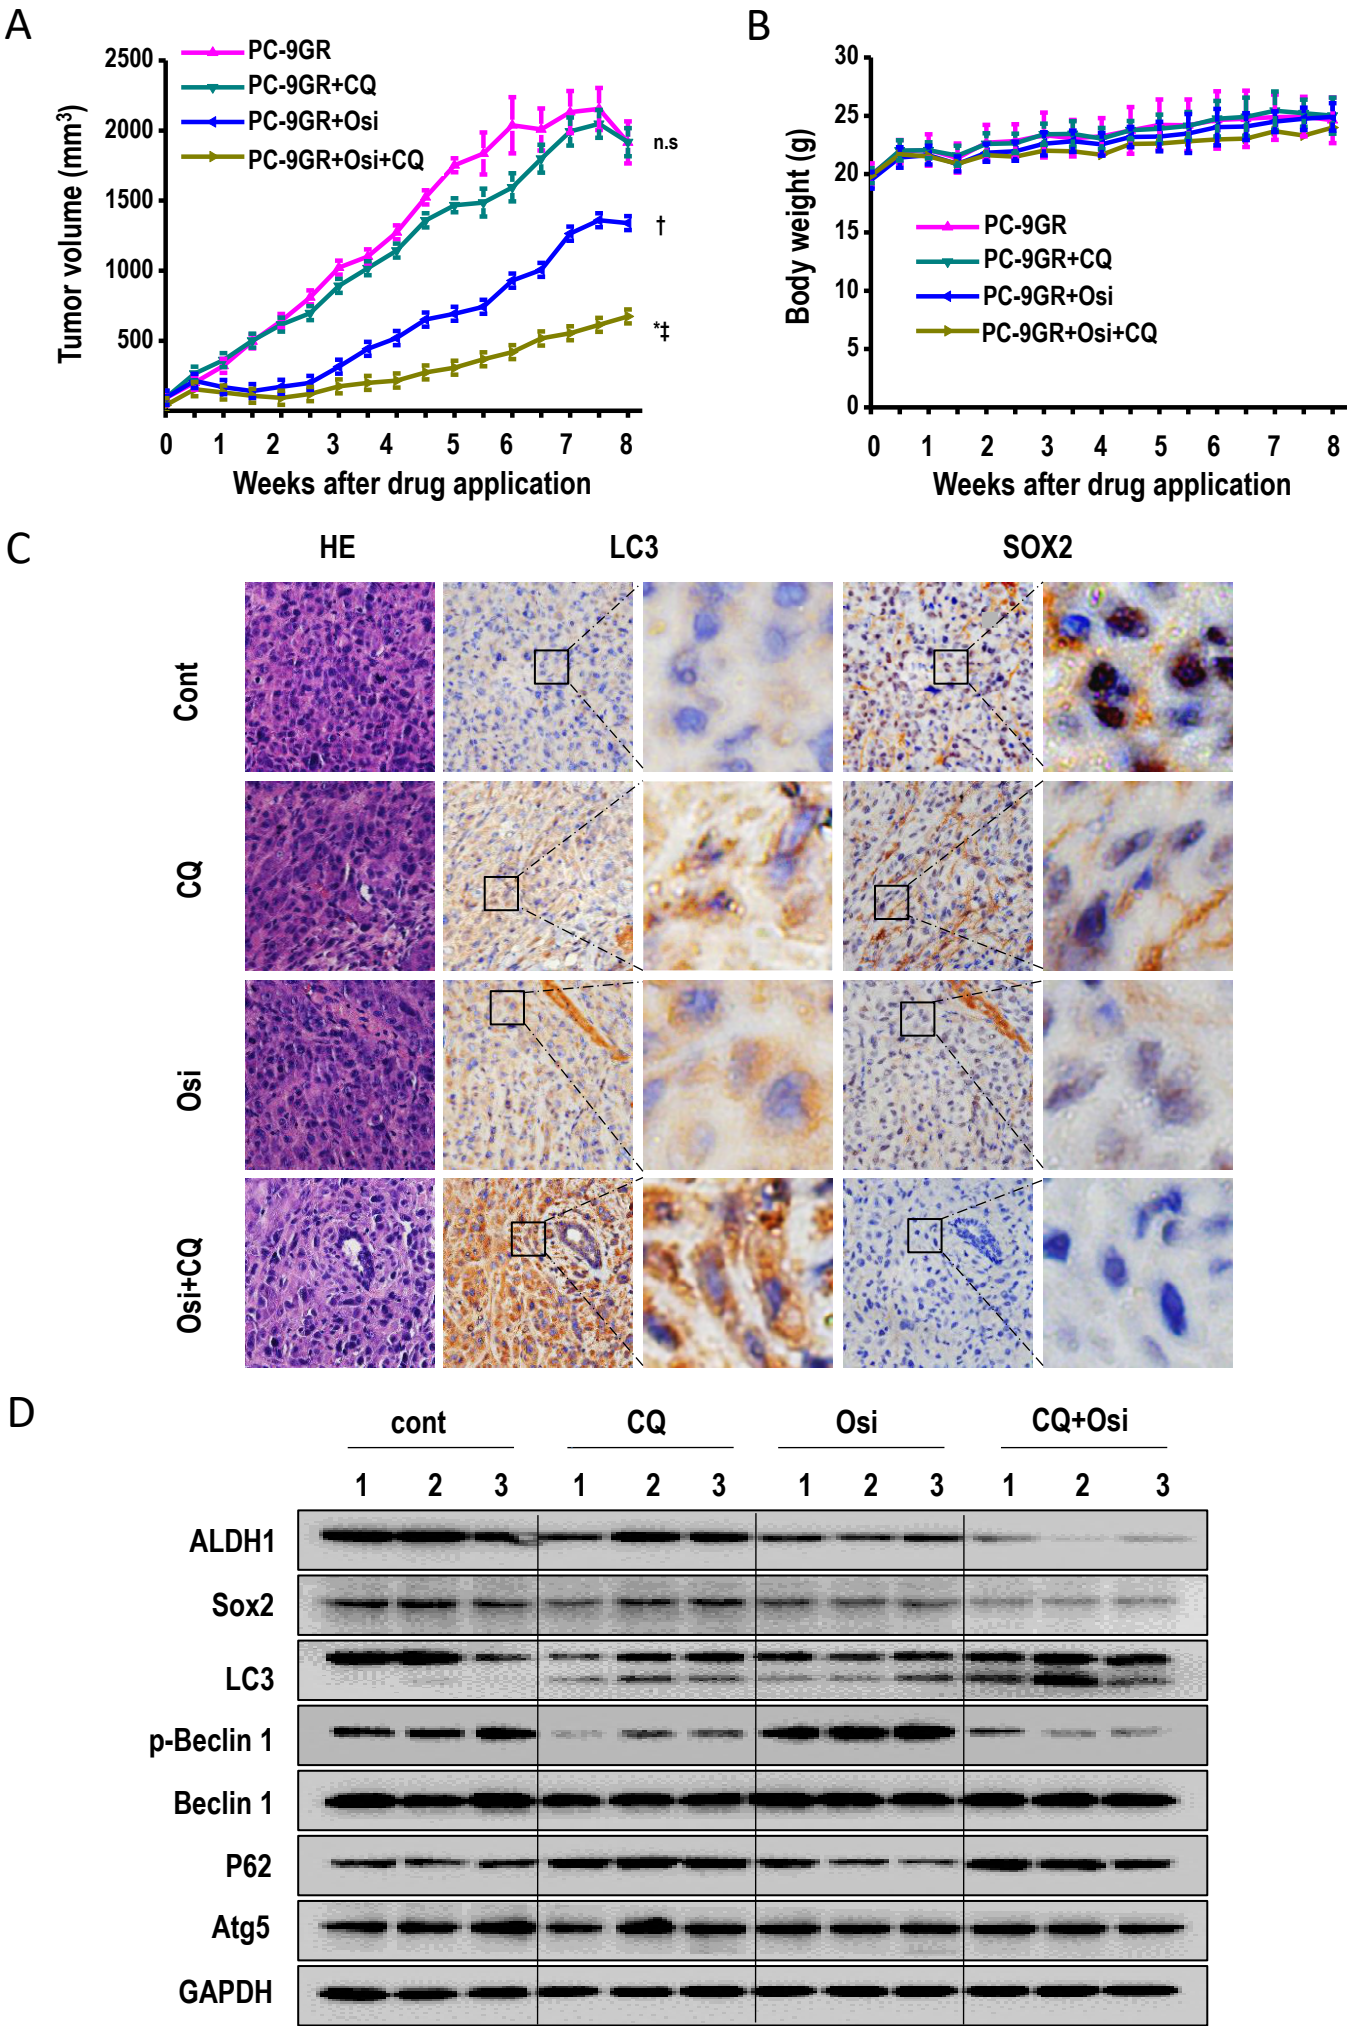 A
PC-9GR
PC-9GR+CQ
PC-9GR+Osi
PC-9GR+Osi+CQ
Tumor volume (mm³)
2500
2000
1500
1000
500
n.s
†
*‡
0 1 2 3 4 5 6 7 8
Weeks after drug application
B
Body weight (g)
30
25
20
15
10
5
0
PC-9GR
PC-9GR+CQ
PC-9GR+Osi
PC-9GR+Osi+CQ
0 1 2 3 4 5 6 7 8
Weeks after drug application
C
HE LC3 SOX2
Cont
CQ
Osi
Osi+CQ
D
cont CQ Osi CQ+Osi
1 2 3 1 2 3 1 2 3 1 2 3
ALDH1
Sox2
LC3
p-Beclin 1
Beclin 1
P62
Atg5
GAPDH